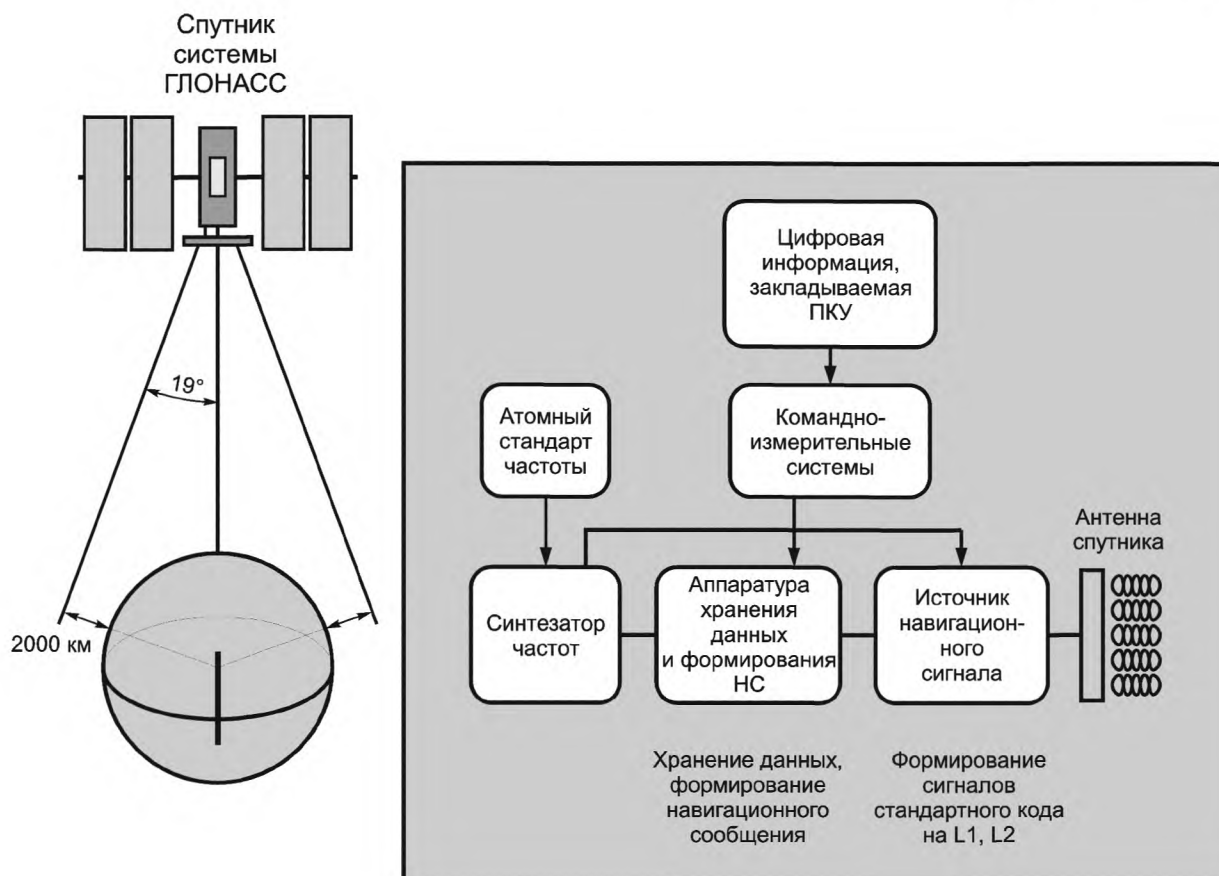 Спутник
системы
ГЛОНАСС
19°
2000 км
Цифровая
информация,
закладываемая
ПКУ
Атомный
стандарт
частоты
Командно-
измерительные
системы
Антенна
спутника
Синтезатор
частот
Аппаратура
хранения
данных
и формирования
НС
Источник
навигацион-
ного
сигнала
Хранение данных,
формирование
навигационного
сообщения
Формирование
сигналов
стандартного кода
на L1, L2